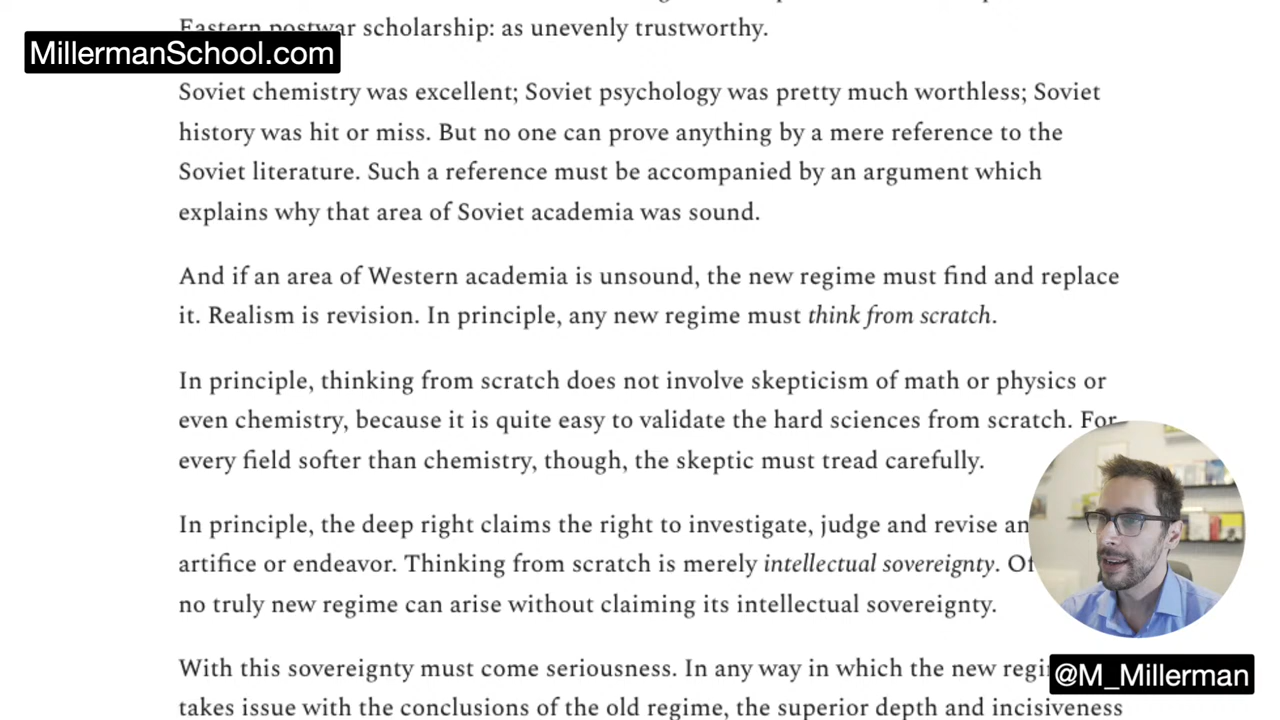 Eastern postwar scholarship: as unevenly trustworthy.
MillermanSchool.com
Soviet chemistry was excellent; Soviet psychology was pretty much worthless; Soviet
history was hit or miss. But no one can prove anything by a mere reference to the
Soviet literature. Such a reference must be accompanied by an argument which
explains why that area of Soviet academia was sound.
And if an area of Western academia is unsound, the new regime must find and replace
it. Realism is revision. In principle, any new regime must think from scratch.
In principle, thinking from scratch does not involve skepticism of math or physics or
even chemistry, because it is quite easy to validate the hard sciences from scratch. For
every field softer than chemistry, though, the skeptic must tread carefully.
In principle, the deep right claims the right to investigate, judge and revise
artifice or endeavor. Thinking from scratch is merely intellectual sovereignty.
no truly new regime can arise without claiming its intellectual sovereignty.
With this sovereignty must come seriousness. In any way in which the new
@M_Millerman
takes issue with the conclusions of the old regime, the superior depth and incisiveness